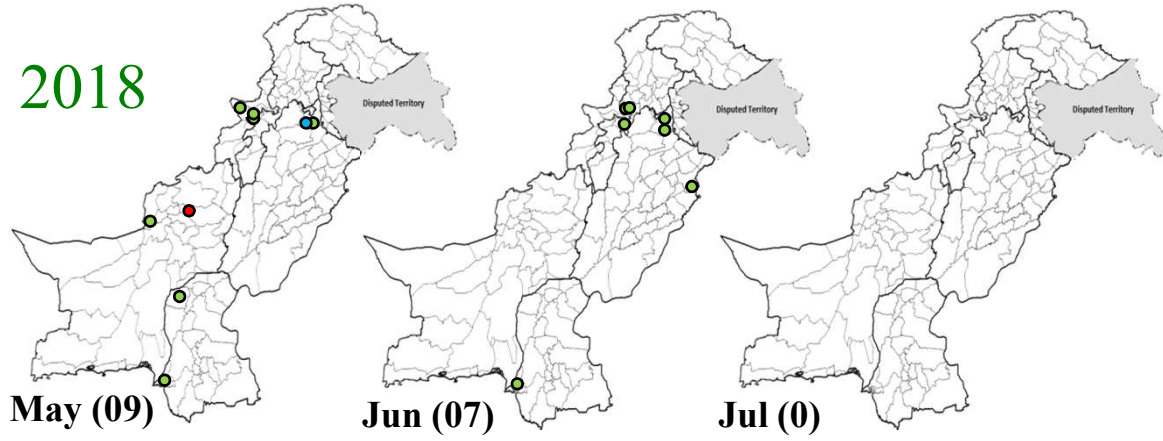 2018
Disputed Territory
Disputed Territory
Disputed Territory
May (09)
Jun (07)
Jul (0)